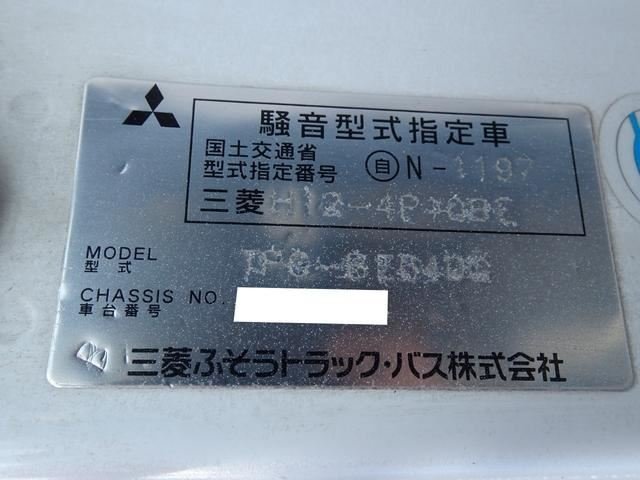 騒音型式指定車
国土交通省
型式指定番号 自 N-1197
三菱
MODEL
型式
CHASSIS NO.
車台番号
三菱ふそうトラック・バス株式会社